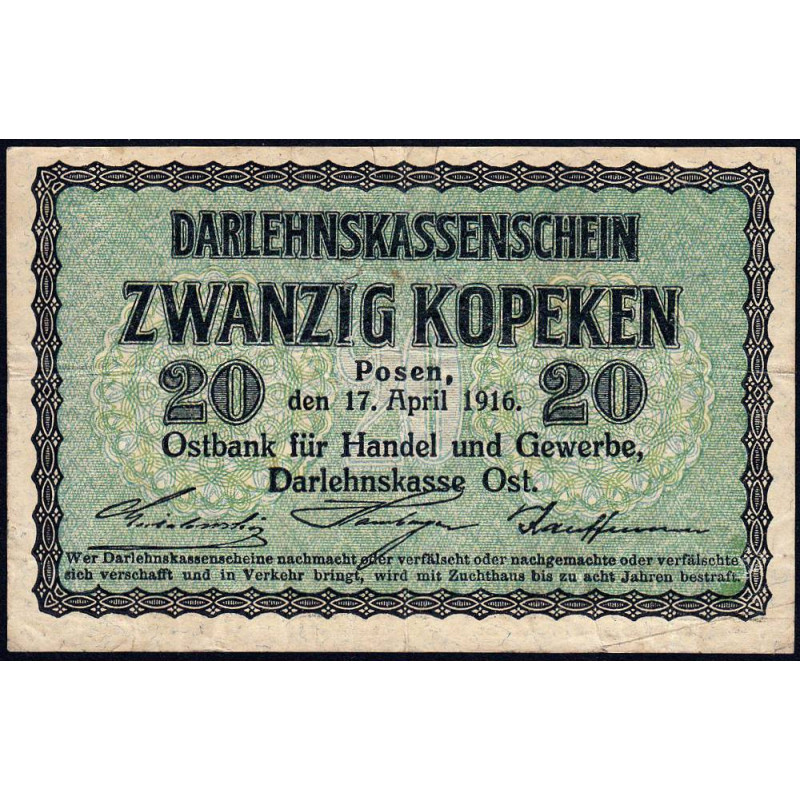 DARLEHNSKASSENSCHEIN
ZWANZIG KOPEKEN
20 Posen, 20
den 17. April 1916.
Ostbank für Handel und Gewerbe,
Darlehnskasse Ost.
Kauffmann
Wer Darlehnskassenscheine nachmacht oder verfälscht oder nachgemachte oder verfälschte
sich verschafft und in Verkehr bringt, wird mit Zuchthaus bis zu acht Jahren bestraft.
20